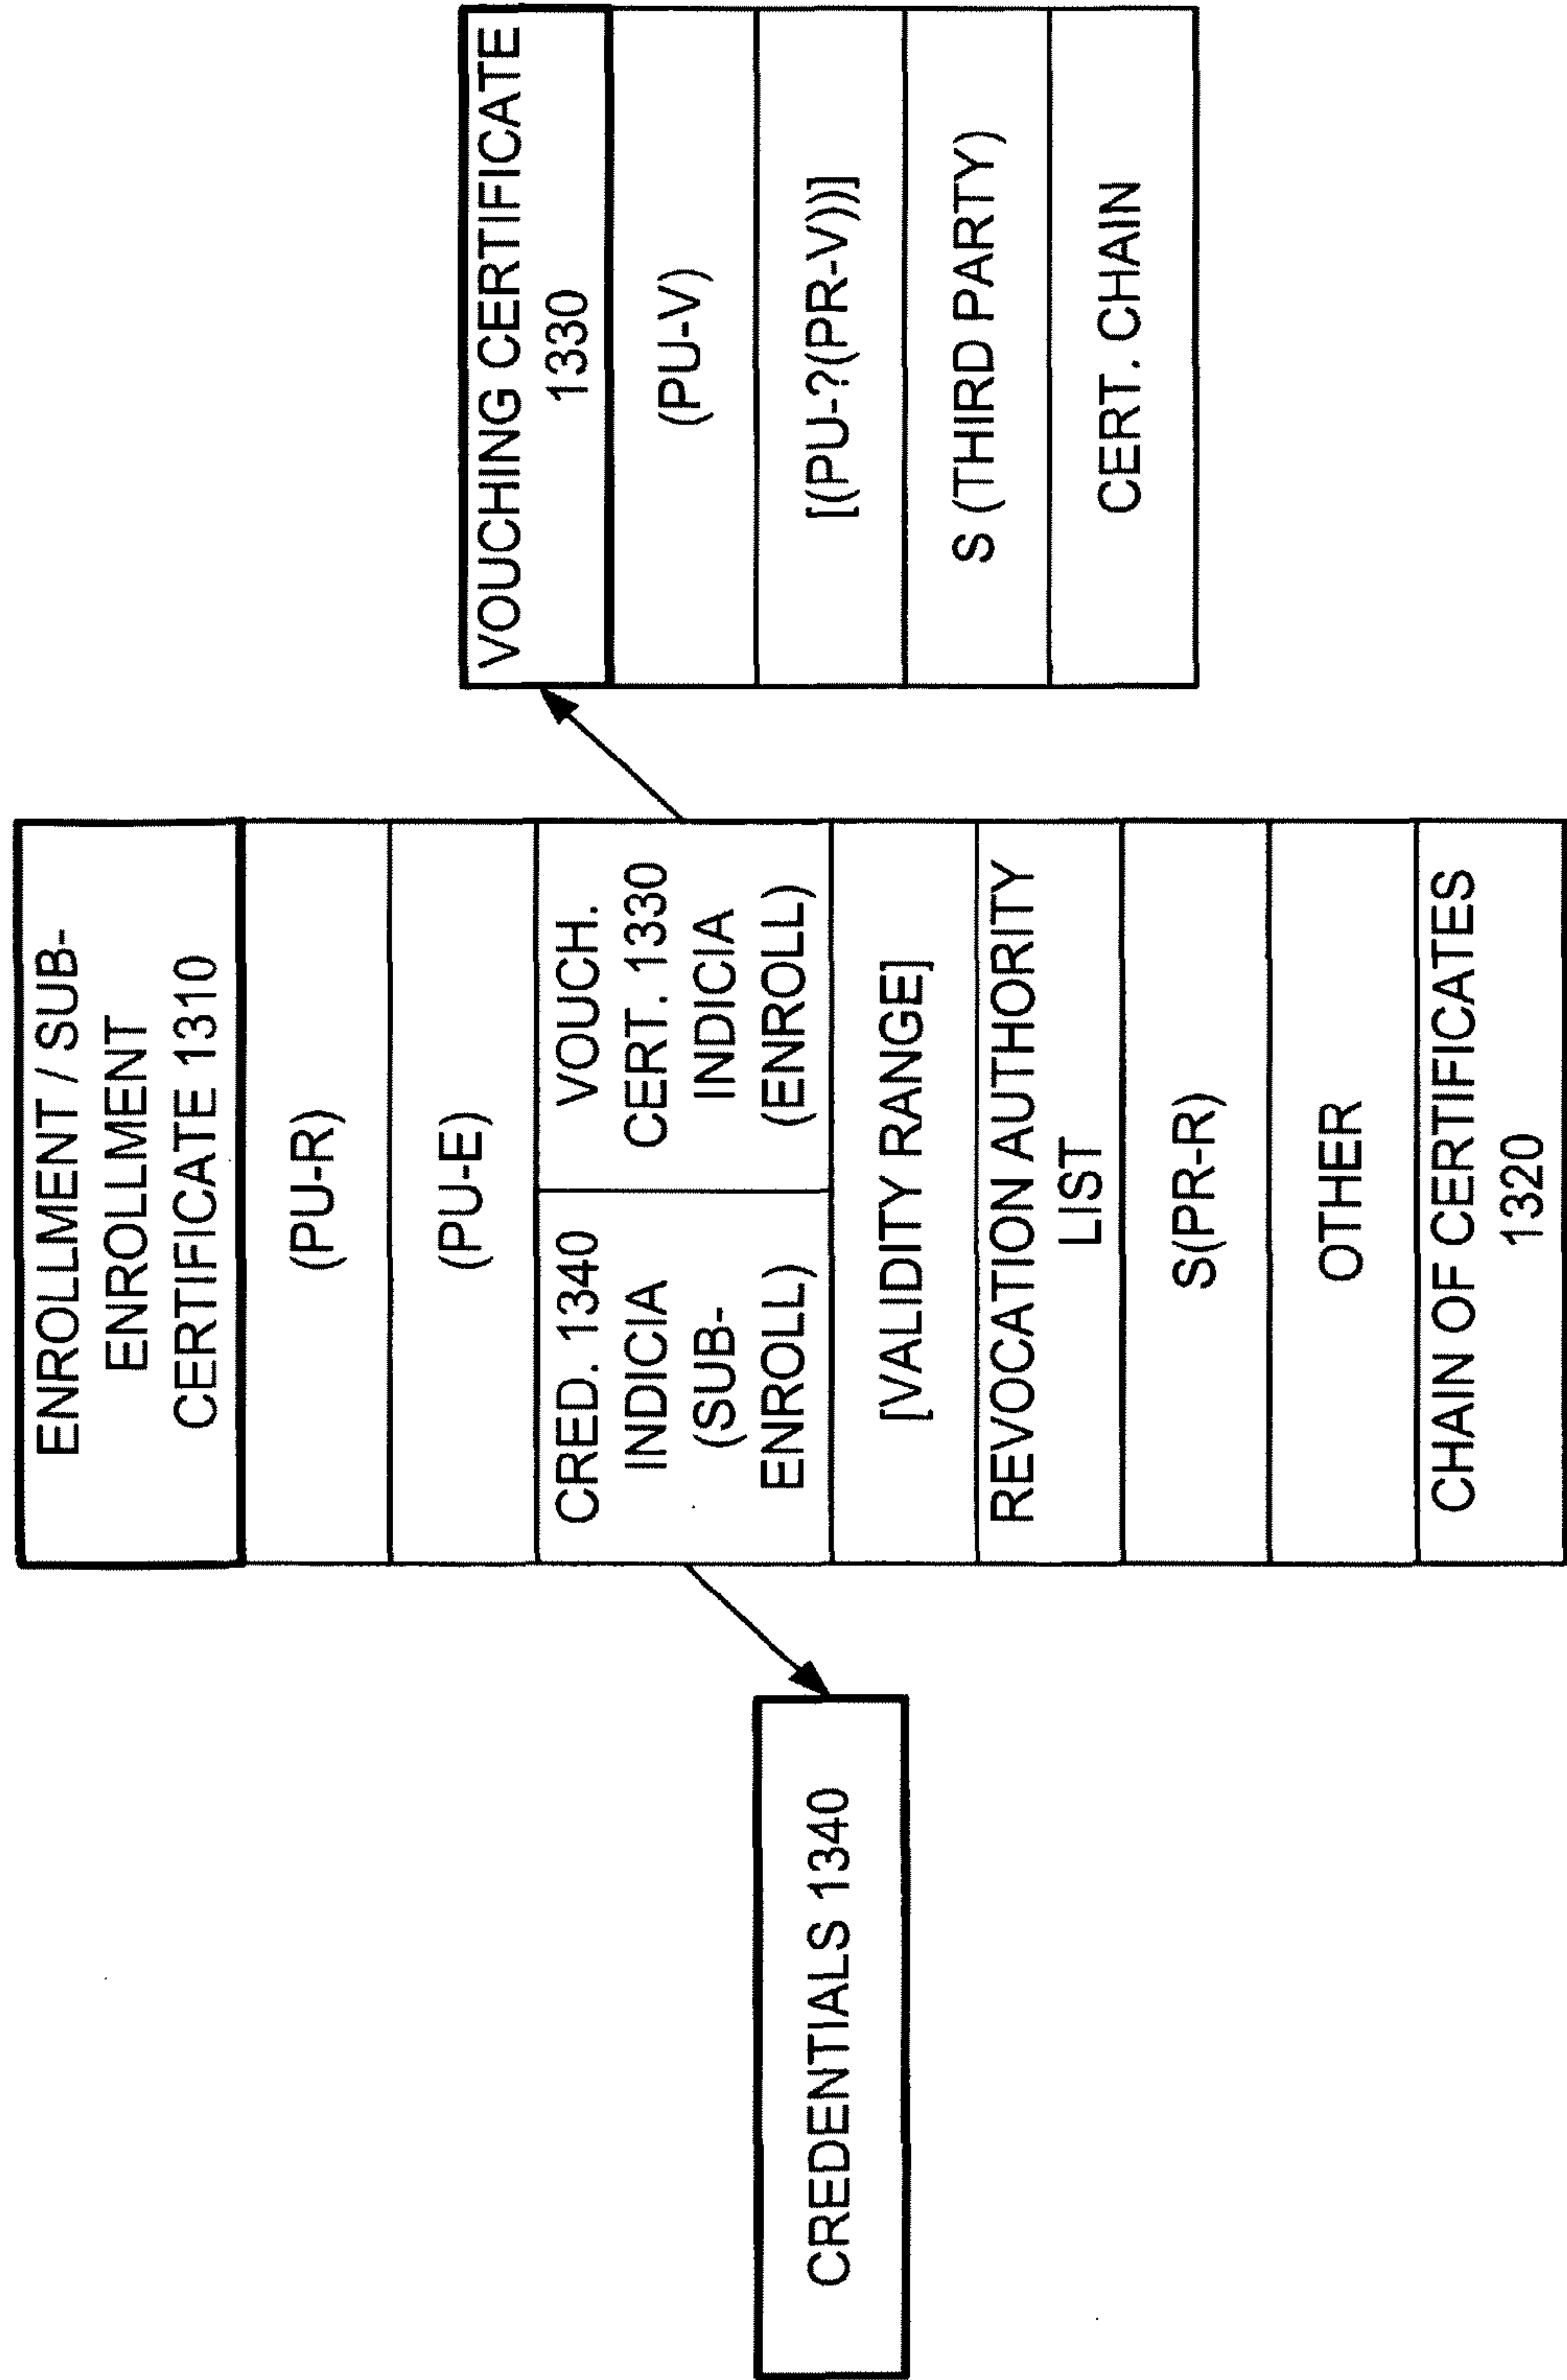 CREDENTIALS 1340
ENROLLMENT / SUB-
ENROLLMENT
CERTIFICATE 1310
(PU-R)
(PU-E)
CRED. 1340
INDICIA
(SUB-
ENROLL)
VOUCH.
CERT. 1330
INDICIA
(ENROLL)
[VALIDITY RANGE]
REVOCATION AUTHORITY
LIST
S(PR-R)
OTHER
CHAIN OF CERTIFICATES
1320
VOUCHING CERTIFICATE
1330
(PU-V)
[(PU-?(PR-V))]
S (THIRD PARTY)
CERT. CHAIN